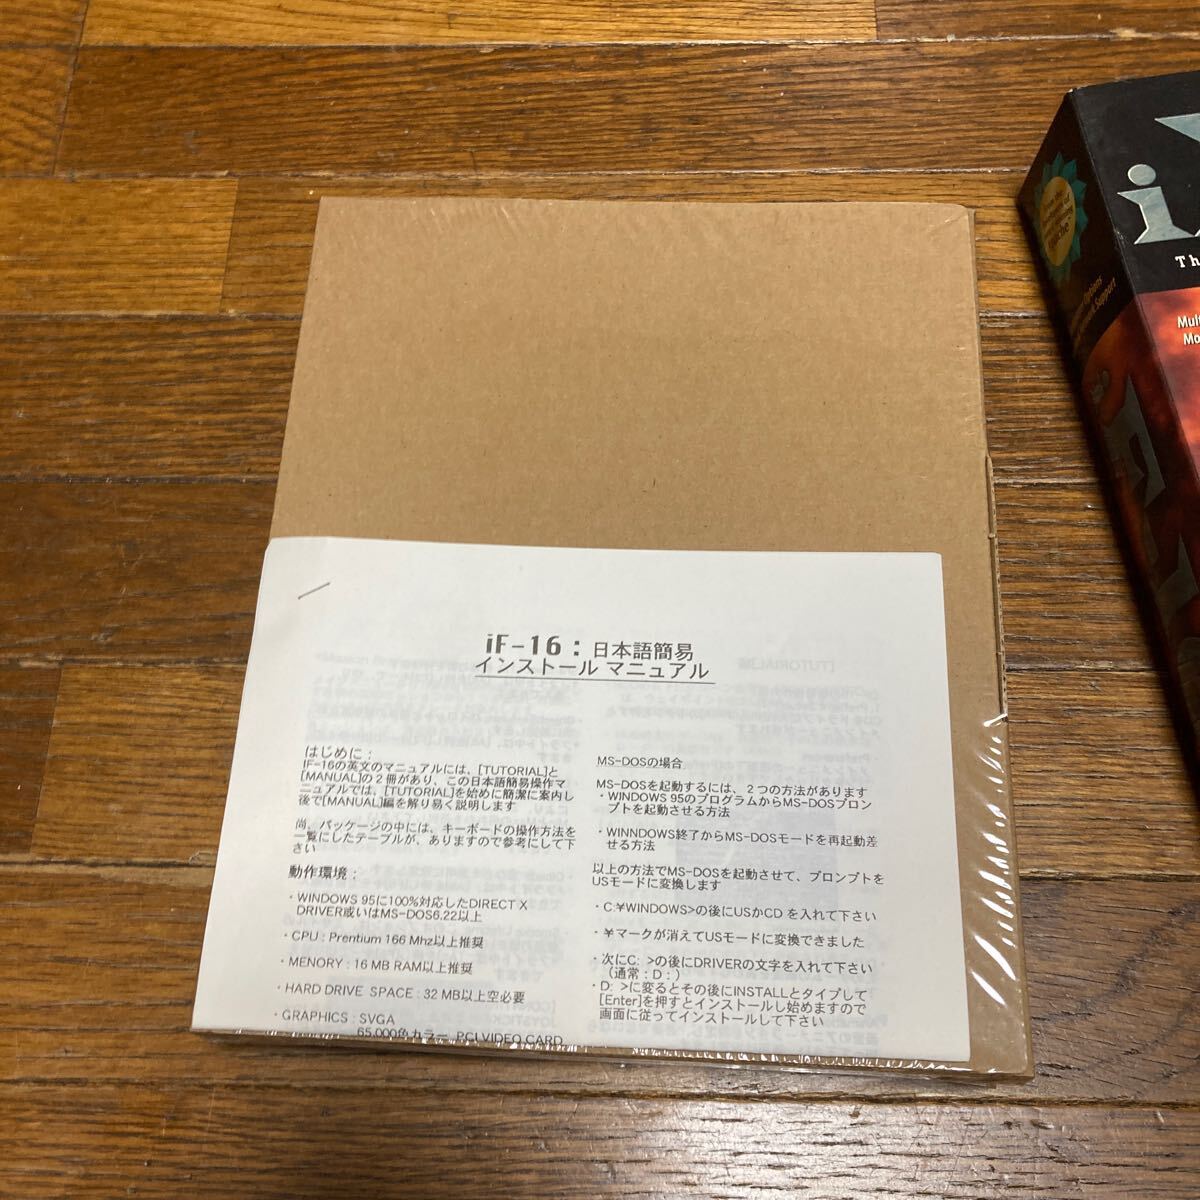 iF-16：日本語簡易
インストール マニュアル
はじめに：
IF-16の英文のマニュアルには、[TUTORIAL]と
[MANUAL]の２冊があり、この日本語簡易操作マ
ニュアルでは、[TUTORIAL]を始めに簡潔に案内し
後で[MANUAL]編を解り易く説明します
尚、パッケージの中には、キーボードの操作方法を
一覧にしたテーブルが、ありますので参考にして下
さい
動作環境：
・WINDOWS 95に100%対応したDIRECT X
DRIVER或いはMS-DOS6.22以上
・CPU : Prentium 166 Mhz以上推奨
・MENORY : 16 MB RAM以上推奨
・HARD DRIVE SPACE : 32 MB以上空必要
・GRAPHICS : SVGA
65,000色カラー PCI VIDEO CARD
MS-DOSの場合
MS-DOSを起動するには、２つの方法があります
・WINDOWS 95のプログラムからMS-DOSプロン
プトを起動させる方法
・WINNDOWS終了からMS-DOSモードを再起動差
せる方法
以上の方法でMS-DOSを起動させて、プロンプトを
USモードに変換します
・C:¥WINDOWS>の後にUSかCD を入れて下さい
・¥マークが消えてUSモードに変換できました
・次にC: >の後にDRIVERの文字を入れて下さい
（通常：D：）
・D: >に変るとその後にINSTALLとタイプして
[Enter]を押すとインストールし始めますので
画面に従ってインストールして下さい
Th
Mult
Mo
Apache
Options
Support